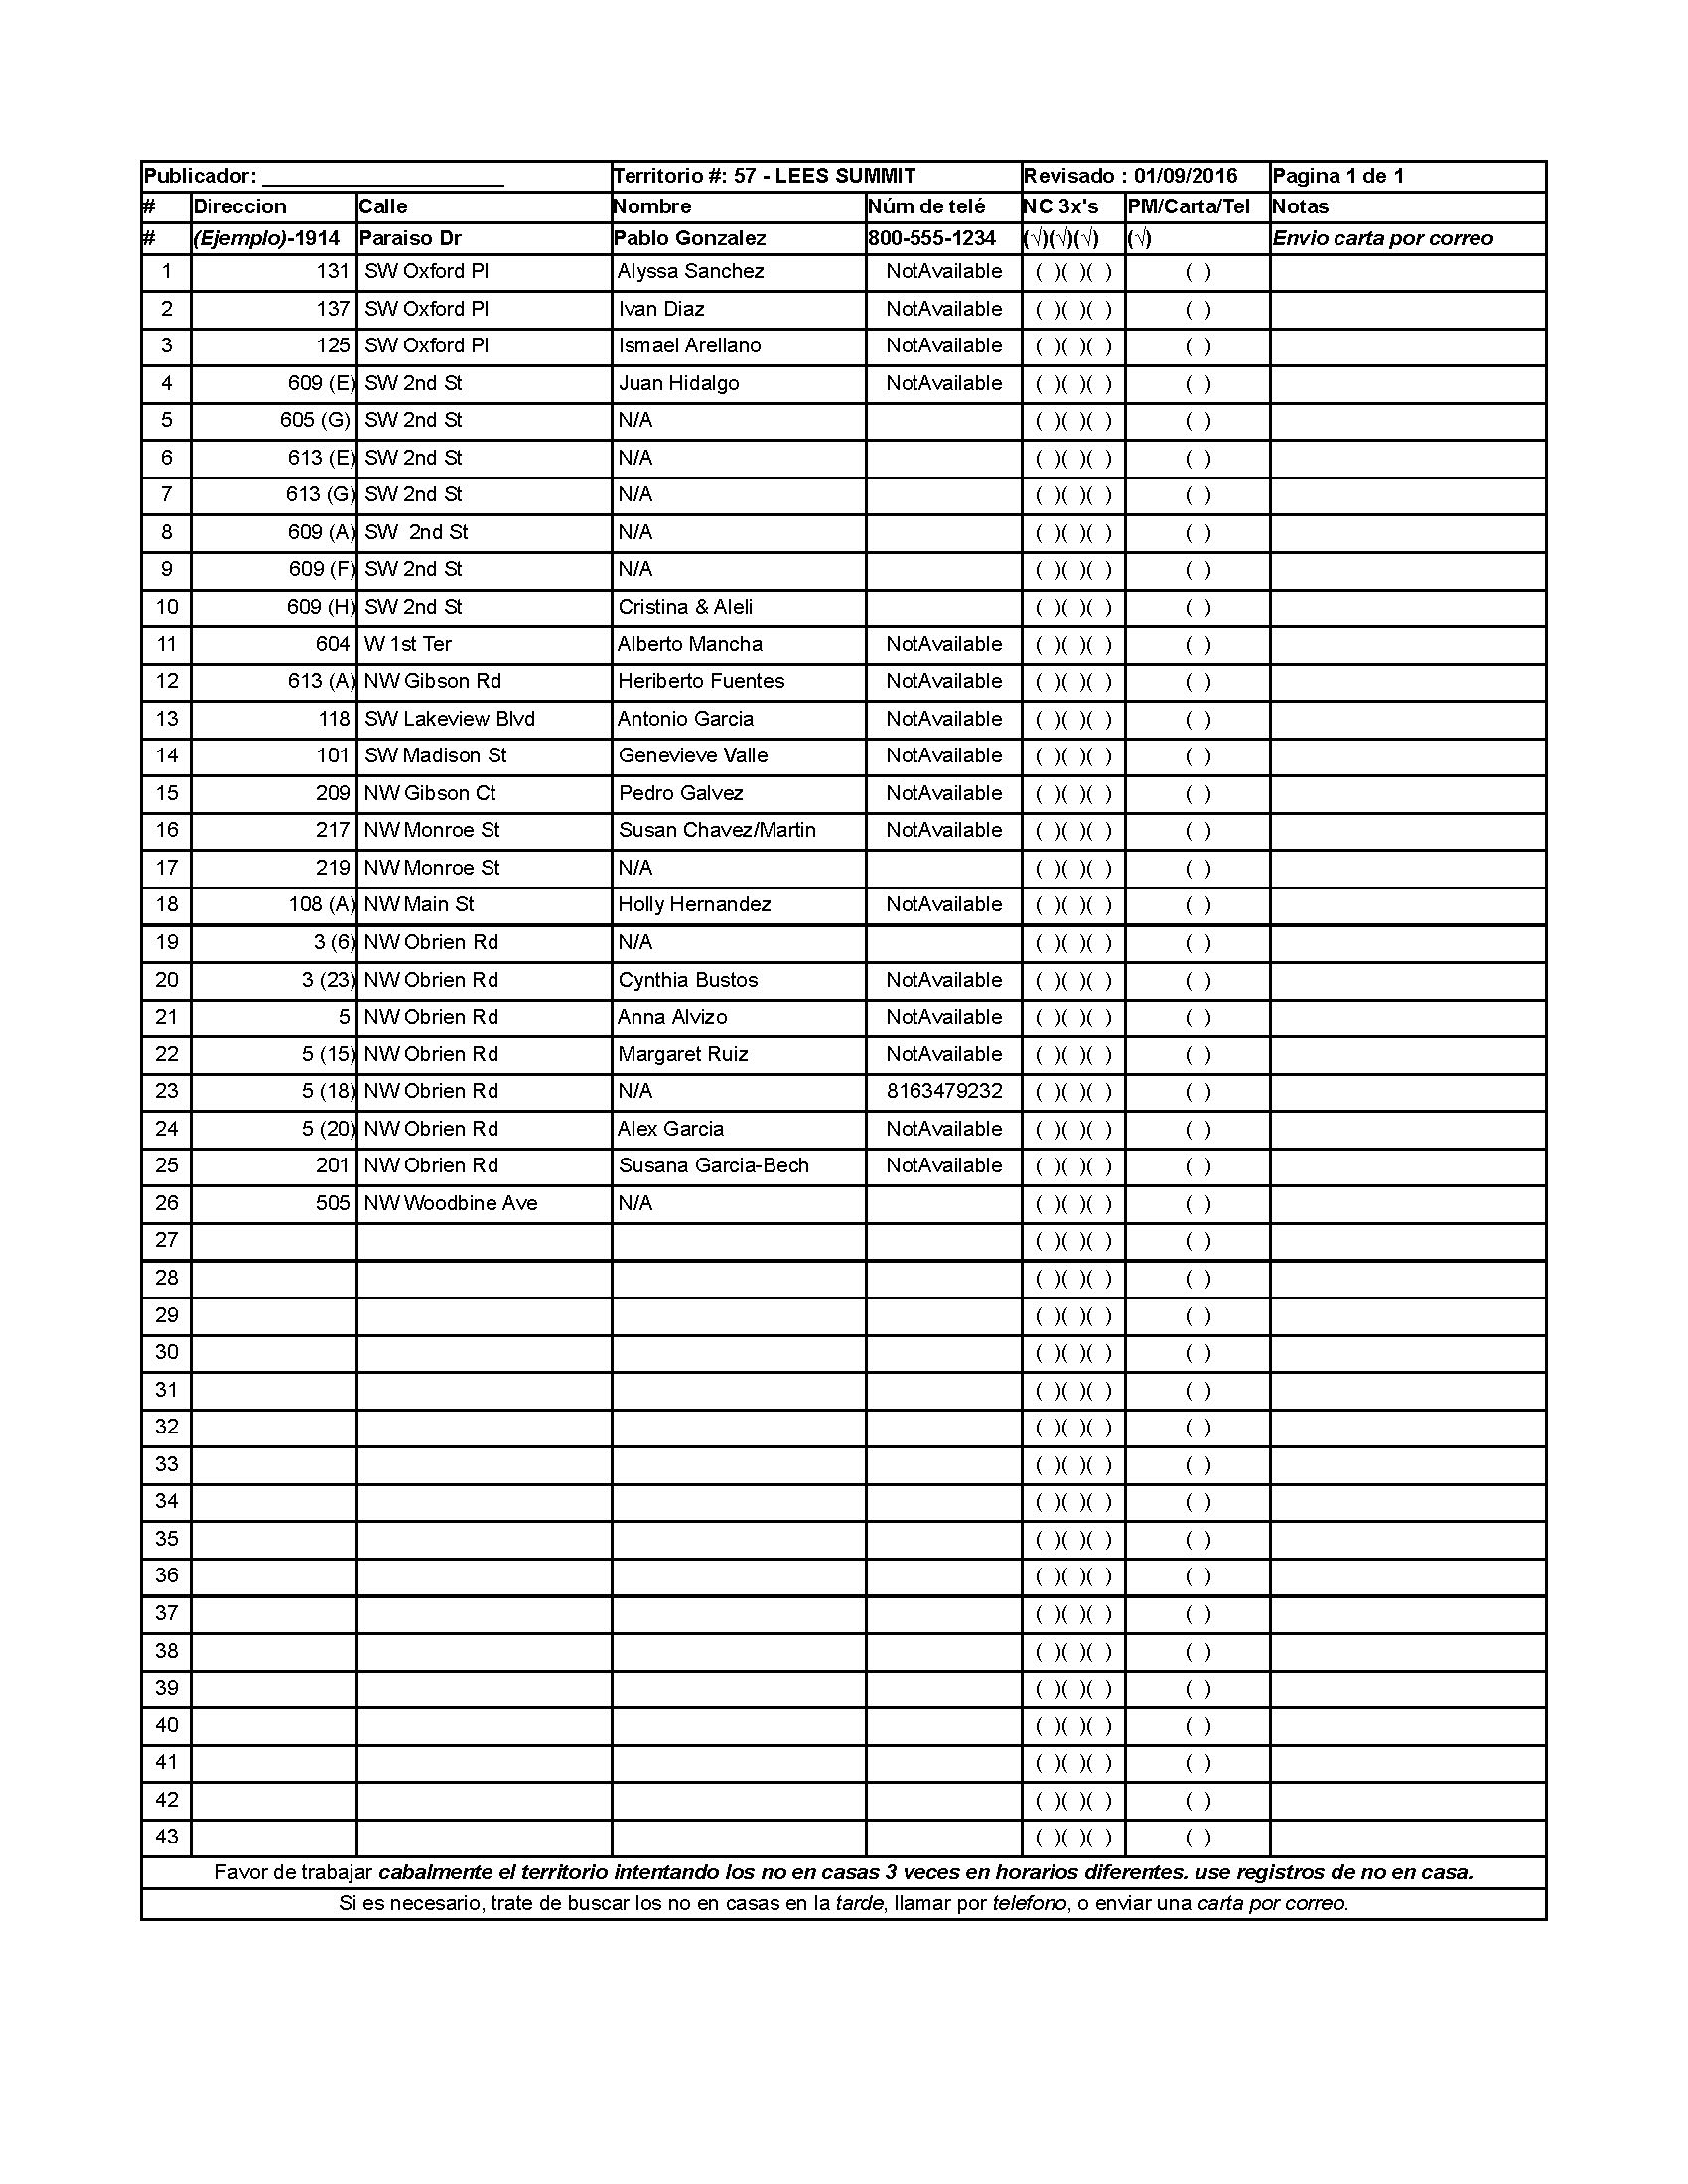 Publicador: ____________________ Territorio #: 57 - LEES SUMMIT Revisado : 01/09/2016 Pagina 1 de 1
# Direccion Calle Nombre Núm de telé NC 3x's PM/Carta/Tel Notas
# (Ejemplo)-1914 Paraiso Dr Pablo Gonzalez 800-555-1234 (√)(√)(√) (√) Envio carta por correo
1 131 SW Oxford Pl Alyssa Sanchez NotAvailable ( )( )( ) ( )
2 137 SW Oxford Pl Ivan Diaz NotAvailable ( )( )( ) ( )
3 125 SW Oxford Pl Ismael Arellano NotAvailable ( )( )( ) ( )
4 609 (E) SW 2nd St Juan Hidalgo NotAvailable ( )( )( ) ( )
5 605 (G) SW 2nd St N/A ( )( )( ) ( )
6 613 (E) SW 2nd St N/A ( )( )( ) ( )
7 613 (G) SW 2nd St N/A ( )( )( ) ( )
8 609 (A) SW 2nd St N/A ( )( )( ) ( )
9 609 (F) SW 2nd St N/A ( )( )( ) ( )
10 609 (H) SW 2nd St Cristina & Aleli ( )( )( ) ( )
11 604 W 1st Ter Alberto Mancha NotAvailable ( )( )( ) ( )
12 613 (A) NW Gibson Rd Heriberto Fuentes NotAvailable ( )( )( ) ( )
13 118 SW Lakeview Blvd Antonio Garcia NotAvailable ( )( )( ) ( )
14 101 SW Madison St Genevieve Valle NotAvailable ( )( )( ) ( )
15 209 NW Gibson Ct Pedro Galvez NotAvailable ( )( )( ) ( )
16 217 NW Monroe St Susan Chavez/Martin NotAvailable ( )( )( ) ( )
17 219 NW Monroe St N/A ( )( )( ) ( )
18 108 (A) NW Main St Holly Hernandez NotAvailable ( )( )( ) ( )
19 3 (6) NW Obrien Rd N/A ( )( )( ) ( )
20 3 (23) NW Obrien Rd Cynthia Bustos NotAvailable ( )( )( ) ( )
21 5 NW Obrien Rd Anna Alvizo NotAvailable ( )( )( ) ( )
22 5 (15) NW Obrien Rd Margaret Ruiz NotAvailable ( )( )( ) ( )
23 5 (18) NW Obrien Rd N/A 8163479232 ( )( )( ) ( )
24 5 (20) NW Obrien Rd Alex Garcia NotAvailable ( )( )( ) ( )
25 201 NW Obrien Rd Susana Garcia-Bech NotAvailable ( )( )( ) ( )
26 505 NW Woodbine Ave N/A ( )( )( ) ( )
27 ( )( )( ) ( )
28 ( )( )( ) ( )
29 ( )( )( ) ( )
30 ( )( )( ) ( )
31 ( )( )( ) ( )
32 ( )( )( ) ( )
33 ( )( )( ) ( )
34 ( )( )( ) ( )
35 ( )( )( ) ( )
36 ( )( )( ) ( )
37 ( )( )( ) ( )
38 ( )( )( ) ( )
39 ( )( )( ) ( )
40 ( )( )( ) ( )
41 ( )( )( ) ( )
42 ( )( )( ) ( )
43 ( )( )( ) ( )
Favor de trabajar cabalmente el territorio intentando los no en casas 3 veces en horarios diferentes. use registros de no en casa.
Si es necesario, trate de buscar los no en casas en la tarde, llamar por telefono, o enviar una carta por correo.